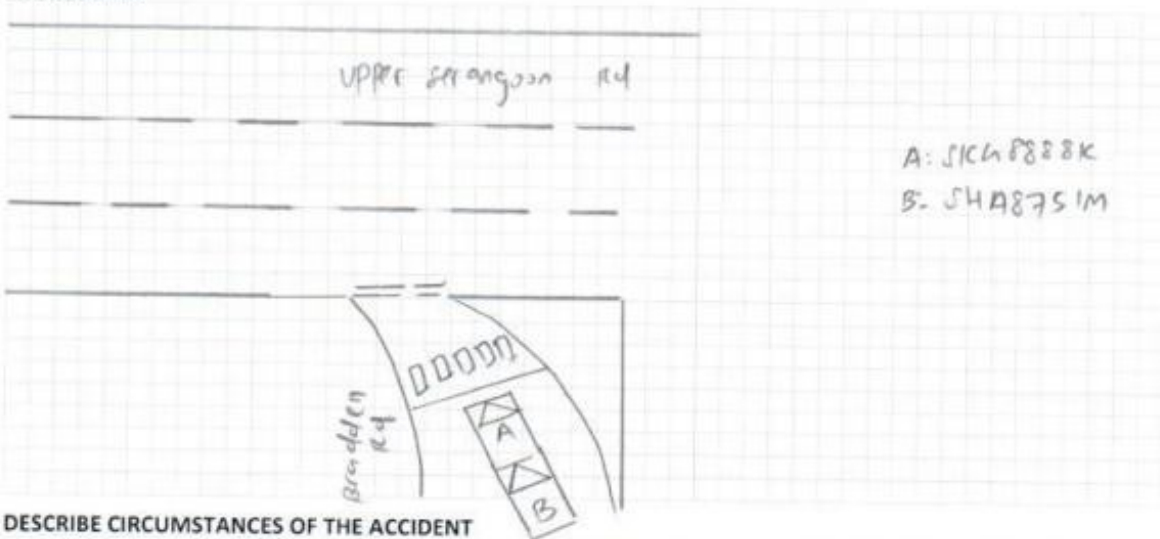 Upper Serangoon Rd
A: SKG8888K
B- SHA8751M
Bradden
Rd
A
B
DESCRIBE CIRCUMSTANCES OF THE ACCIDENT